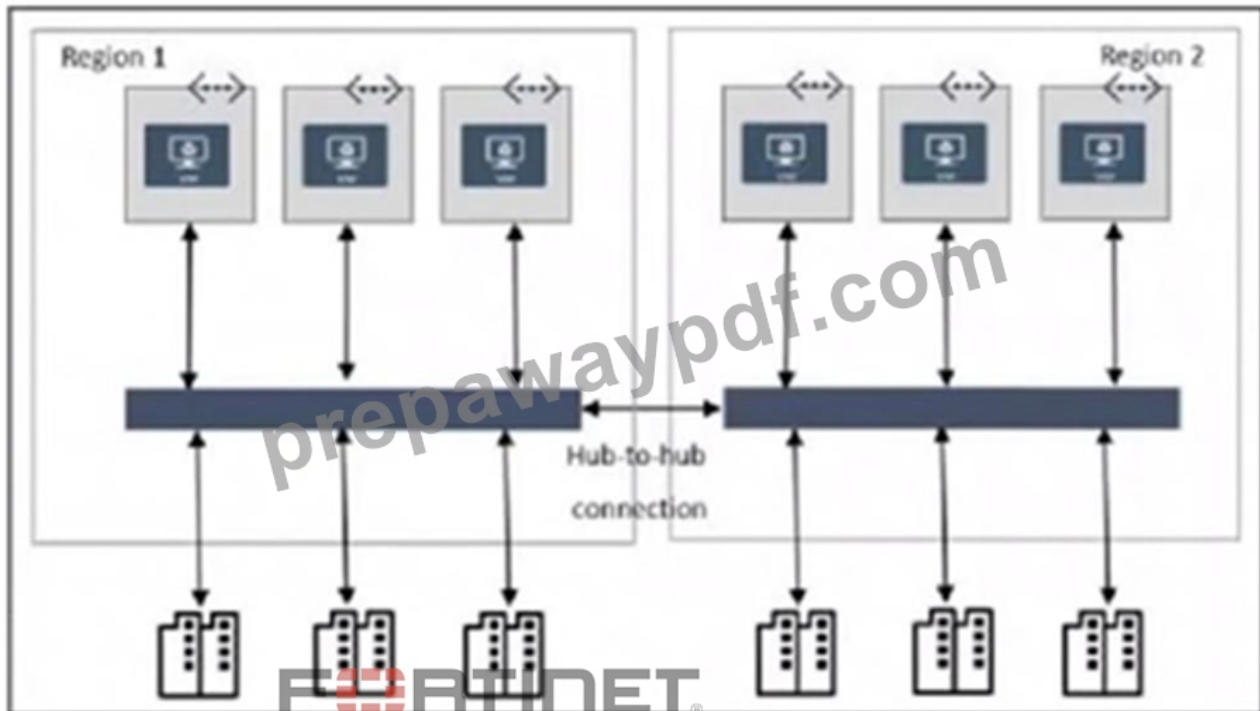 Region 1
Region 2
prepawaypdf.com
Hub-to-hub
connection
FORTINET®